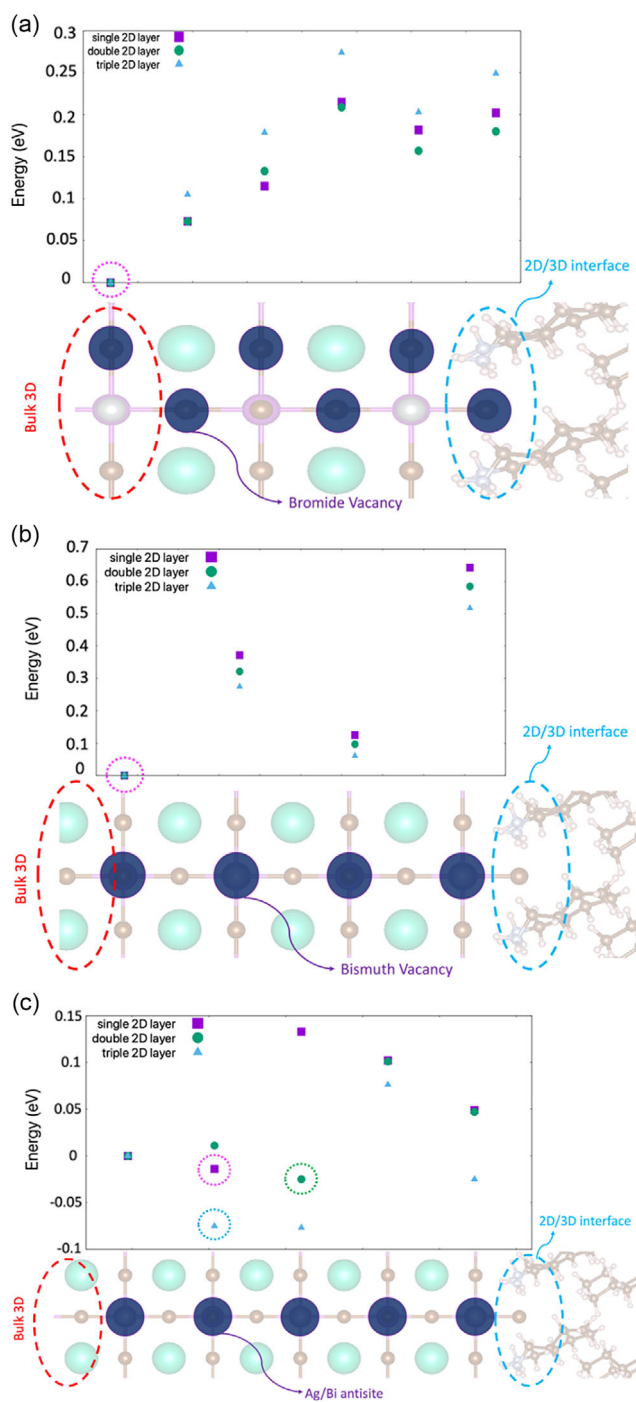 (a)
single 2D layer
double 2D layer
triple 2D layer
0.3
0.25
0.2
0.15
0.1
0.05
0
Energy (eV)
2D/3D interface
Bulk 3D
Bromide Vacancy
(b)
single 2D layer
double 2D layer
triple 2D layer
0.7
0.6
0.5
0.4
0.3
0.2
0.1
0
Energy (eV)
2D/3D interface
Bulk 3D
Bismuth Vacancy
(c)
single 2D layer
double 2D layer
triple 2D layer
0.15
0.1
0.05
0
-0.05
-0.1
Energy (eV)
2D/3D interface
Bulk 3D
Ag/Bi antisite